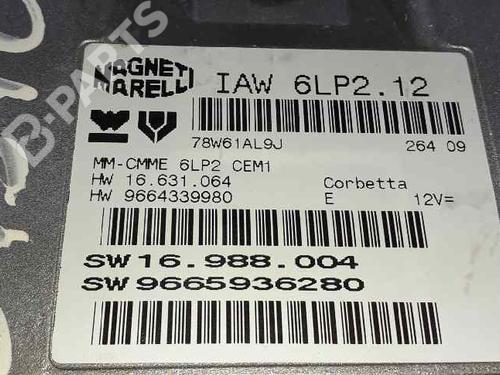 MAGNETI
MARELLI
IAW 6LP2.12
78W61AL9J
264 09
MM-CMME 6LP2 CEM1
HW 16.631.064
Corbetta
HW 9664339980
E 12V=
SW 16.988.004
SW 9665936280
B-PARTS
B-PARTS